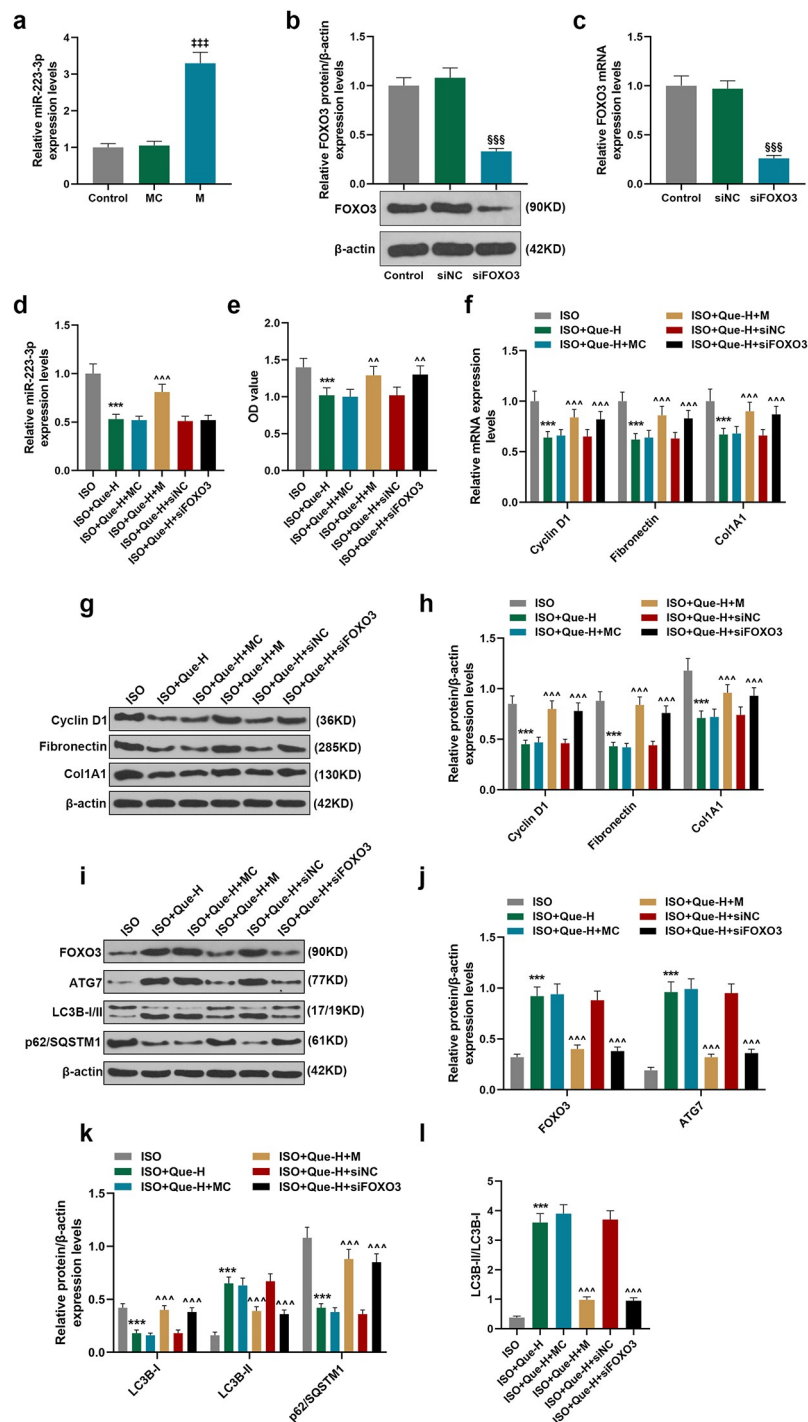 a
Relative miR-223-3p
expression levels
4
3
2
1
0
‡‡‡
Control
MC
M
b
Relative FOXO3 protein/β-actin
expression levels
1.5
1.0
0.5
0.0
§§§
FOXO3
(90KD)
β-actin
(42KD)
Control
siNC
siFOXO3
c
Relative FOXO3 mRNA
expression levels
1.5
1.0
0.5
0.0
§§§
Control
siNC
siFOXO3
d
Relative miR-223-3p
expression levels
1.5
1.0
0.5
0.0
***
^^^
ISO
ISO+Que-H
ISO+Que-H+MC
ISO+Que-H+M
ISO+Que-H+siNC
ISO+Que-H+siFOXO3
e
OD value
2.0
1.5
1.0
0.5
0.0
***
^^
^^
ISO
ISO+Que-H
ISO+Que-H+MC
ISO+Que-H+M
ISO+Que-H+siNC
ISO+Que-H+siFOXO3
f
ISO
ISO+Que-H
ISO+Que-H+MC
ISO+Que-H+M
ISO+Que-H+siNC
ISO+Que-H+siFOXO3
Relative mRNA expression
levels
1.5
1.0
0.5
0.0
***
^^^
^^^
***
^^^
^^^
***
^^^
^^^
Cyclin D1
Fibronectin
Col1A1
g
ISO
ISO+Que-H
ISO+Que-H+MC
ISO+Que-H+M
ISO+Que-H+siNC
ISO+Que-H+siFOXO3
Cyclin D1
(36KD)
Fibronectin
(285KD)
Col1A1
(130KD)
β-actin
(42KD)
h
ISO
ISO+Que-H
ISO+Que-H+MC
ISO+Que-H+M
ISO+Que-H+siNC
ISO+Que-H+siFOXO3
Relative protein/β-actin
expression levels
1.5
1.0
0.5
0.0
***
^^^
^^^
***
^^^
^^^
***
^^^
^^^
Cyclin D1
Fibronectin
Col1A1
i
ISO
ISO+Que-H
ISO+Que-H+MC
ISO+Que-H+M
ISO+Que-H+siNC
ISO+Que-H+siFOXO3
FOXO3
(90KD)
ATG7
(77KD)
LC3B-I/II
(17/19KD)
p62/SQSTM1
(61KD)
β-actin
(42KD)
j
ISO
ISO+Que-H
ISO+Que-H+MC
ISO+Que-H+M
ISO+Que-H+siNC
ISO+Que-H+siFOXO3
Relative protein/β-actin
expression levels
1.5
1.0
0.5
0.0
***
^^^
^^^
***
^^^
^^^
FOXO3
ATG7
k
ISO
ISO+Que-H
ISO+Que-H+MC
ISO+Que-H+M
ISO+Que-H+siNC
ISO+Que-H+siFOXO3
Relative protein/β-actin
expression levels
1.5
1.0
0.5
0.0
***
^^^
^^^
***
^^^
^^^
***
^^^
^^^
LC3B-I
LC3B-II
p62/SQSTM1
l
LC3B-II/LC3B-I
5
4
3
2
1
0
***
^^^
^^^
ISO
ISO+Que-H
ISO+Que-H+MC
ISO+Que-H+M
ISO+Que-H+siNC
ISO+Que-H+siFOXO3